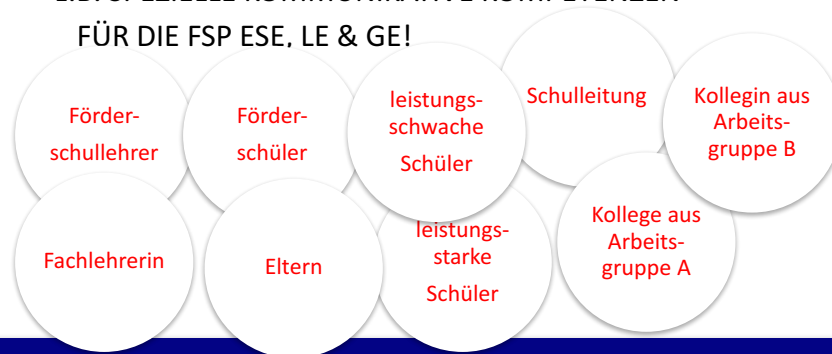 FÜR DIE FSP ESE, LE & GE!
Förder-
schullehrer
Förder-
schüler
leistungs-
schwache
Schüler
Schulleitung
Kollegin aus
Arbeits-
gruppe B
Fachlehrerin
Eltern
leistungs-
starke
Schüler
Kollege aus
Arbeits-
gruppe A